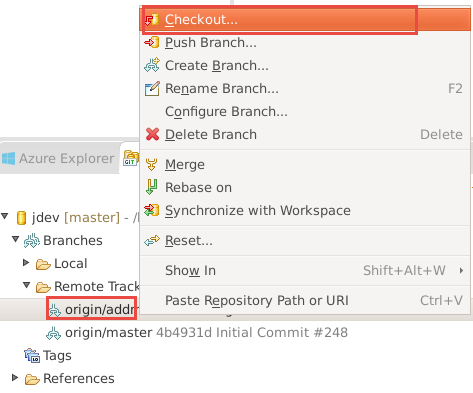 Checkout...
Push Branch...
Create Branch...
Rename Branch... F2
Configure Branch...
Delete Branch Delete
Merge
Rebase on
Synchronize with Workspace
Reset...
Show In Shift+Alt+W
Paste Repository Path or URI Ctrl+V
Azure Explorer
GIT
jdev [master] -
Branches
Local
Remote Track
origin/addr
origin/master 4b4931d Initial Commit #248
Tags
References